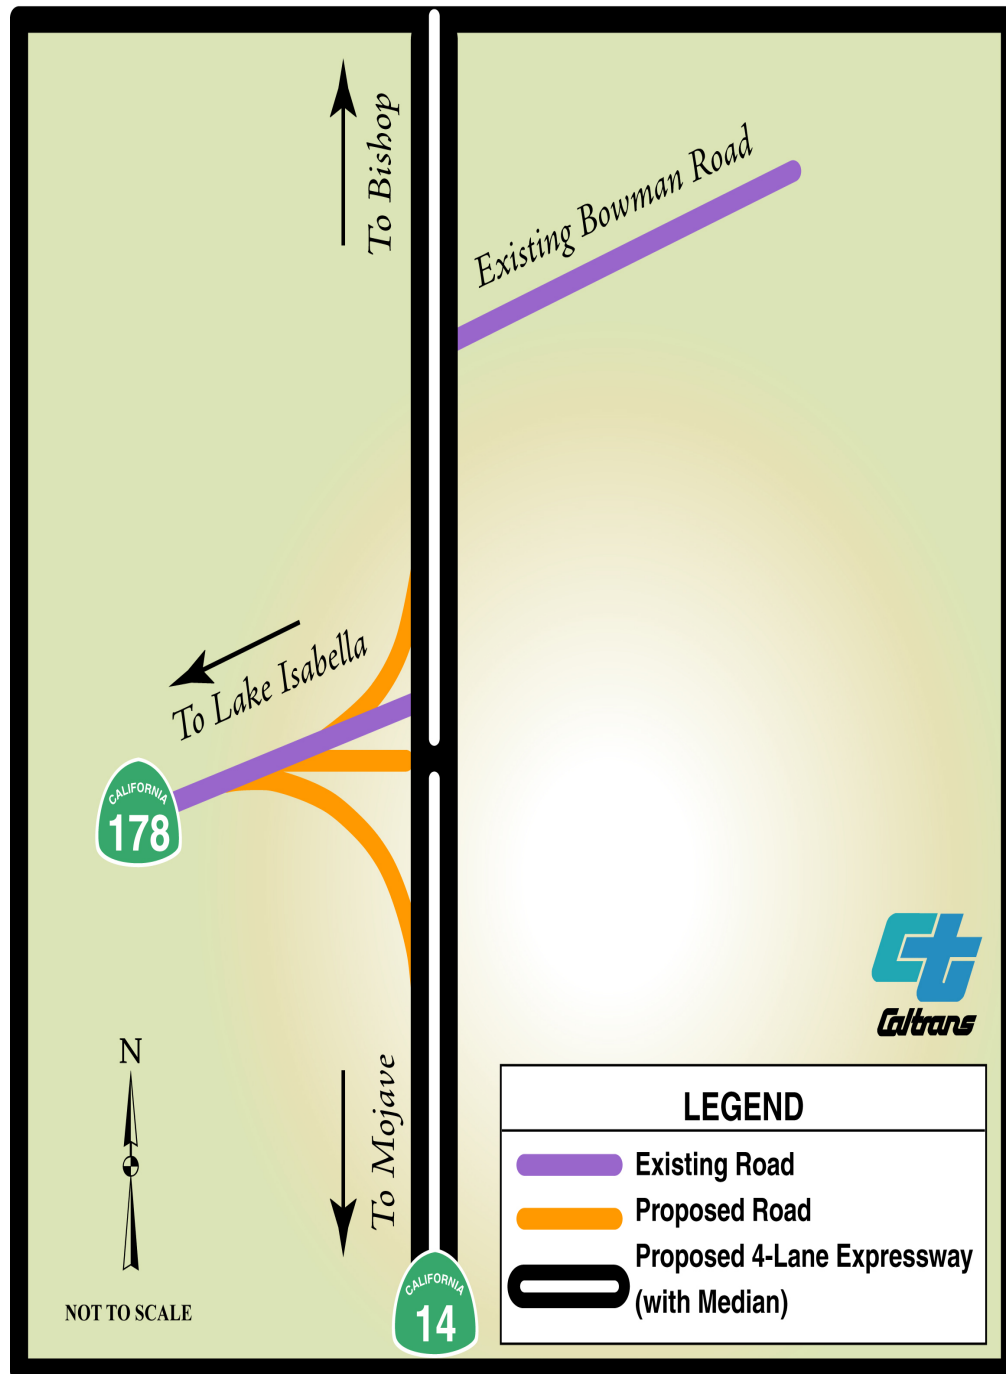 To Bishop
Existing Bowman Road
To Lake Isabella
CALIFORNIA
178
Caltrans
N
NOT TO SCALE
To Mojave
CALIFORNIA
14
LEGEND
Existing Road
Proposed Road
Proposed 4-Lane Expressway
(with Median)